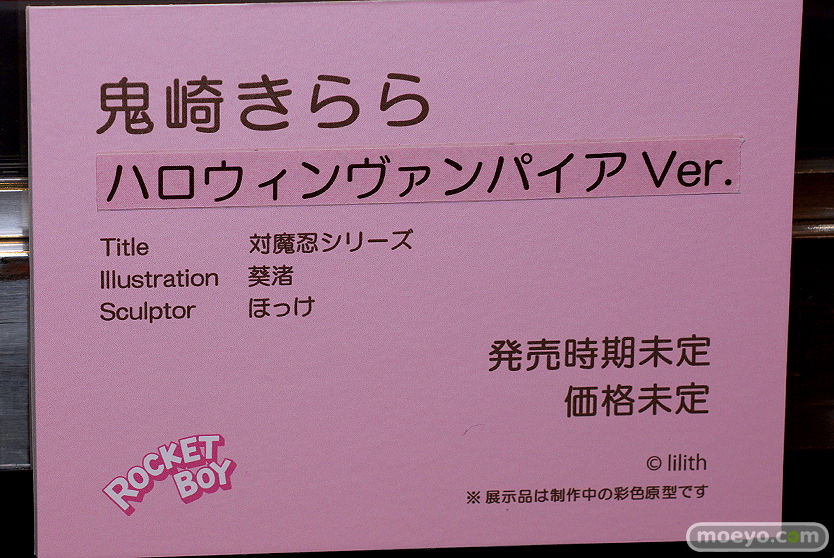 鬼崎きらら
ハロウィンヴァンパイア Ver.
Title 対魔忍シリーズ
Illustration 葵渚
Sculptor ほっけ
発売時期未定
価格未定
© lilith
※展示品は制作中の彩色原型です
ROCKET
BOY
moeyo.com